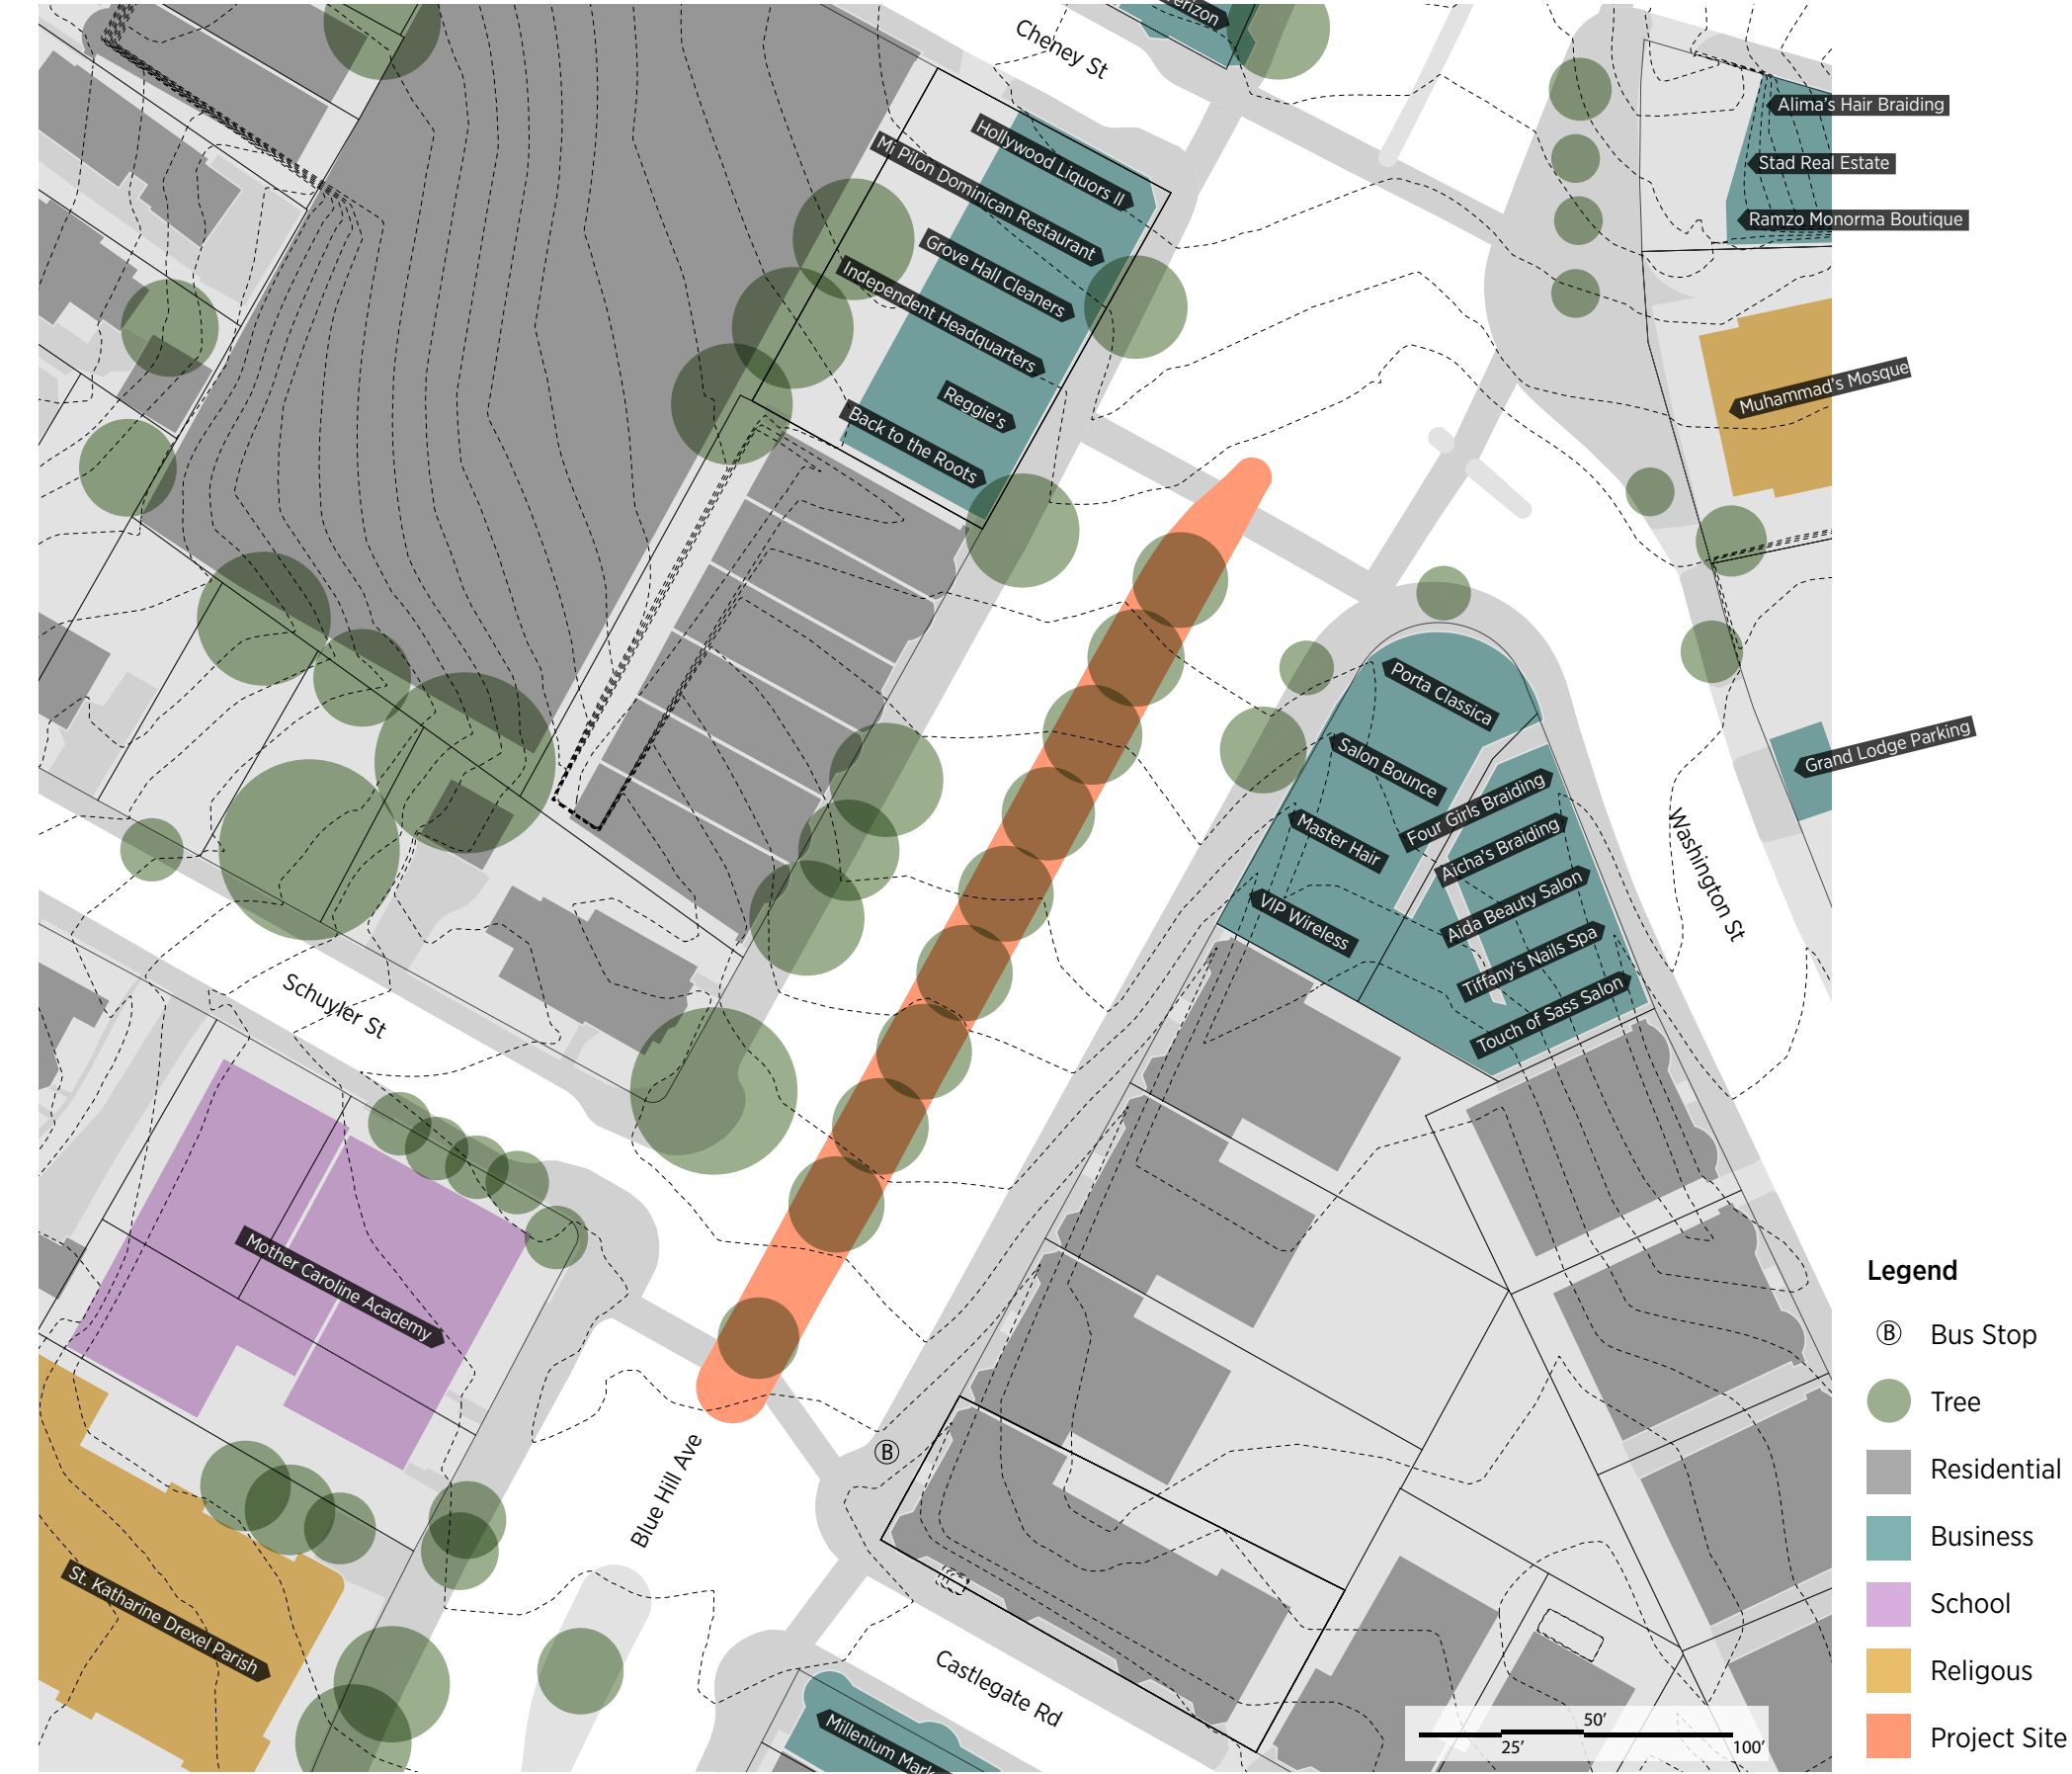 Cheney St
Alima's Hair Braiding
Stad Real Estate
Ramzo Monorma Boutique
Hollywood Liquors II
Mi Pilon Dominican Restaurant
Grove Hall Cleaners
Independent Headquarters
Reggie's
Back to the Roots
Muhammad's Mosque
Porta Classica
Salon Bounce
Master Hair
VIP Wireless
Four Girls Braiding
Aicha's Braiding
Aida Beauty Salon
Tiffany's Nails Spa
Touch of Sass Salon
Grand Lodge Parking
Washington St
Schuyler St
Mother Caroline Academy
St. Katharine Drexel Parish
Blue Hill Ave
B
Castlegate Rd
Millenium
Legend
B Bus Stop
Tree
Residential
Business
School
Religous
Project Site
50'
25'
100'